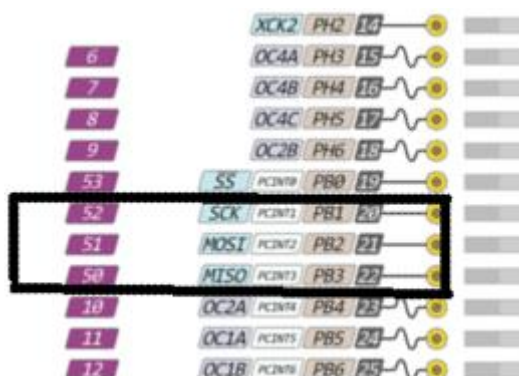 XCK2 PH2 14
6 OC4A PH3 15
7 OC4B PH4 16
8 OC4C PH5 17
9 OC2B PH6 18
53 SS PCINT0 PB0 19
52 SCK PCINT1 PB1 20
51 MOSI PCINT2 PB2 21
50 MISO PCINT3 PB3 22
10 OC2A PCINT4 PB4 23
11 OC1A PCINT5 PB5 24
12 OC1B PCINT6 PB6 25